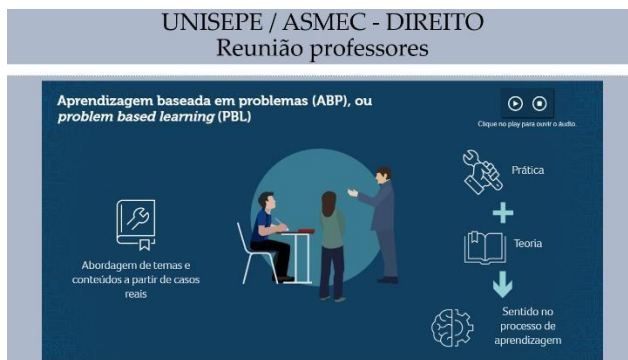 UNISEPE / ASMEC - DIREITO
Reunião professores
Aprendizagem baseada em problemas (ABP), ou
problem based learning (PBL)
Clique no play para ouvir o áudio.
Abordagem de temas e
conteúdos a partir de casos
reais
Prática
Teoria
Sentido no
processo de
aprendizagem